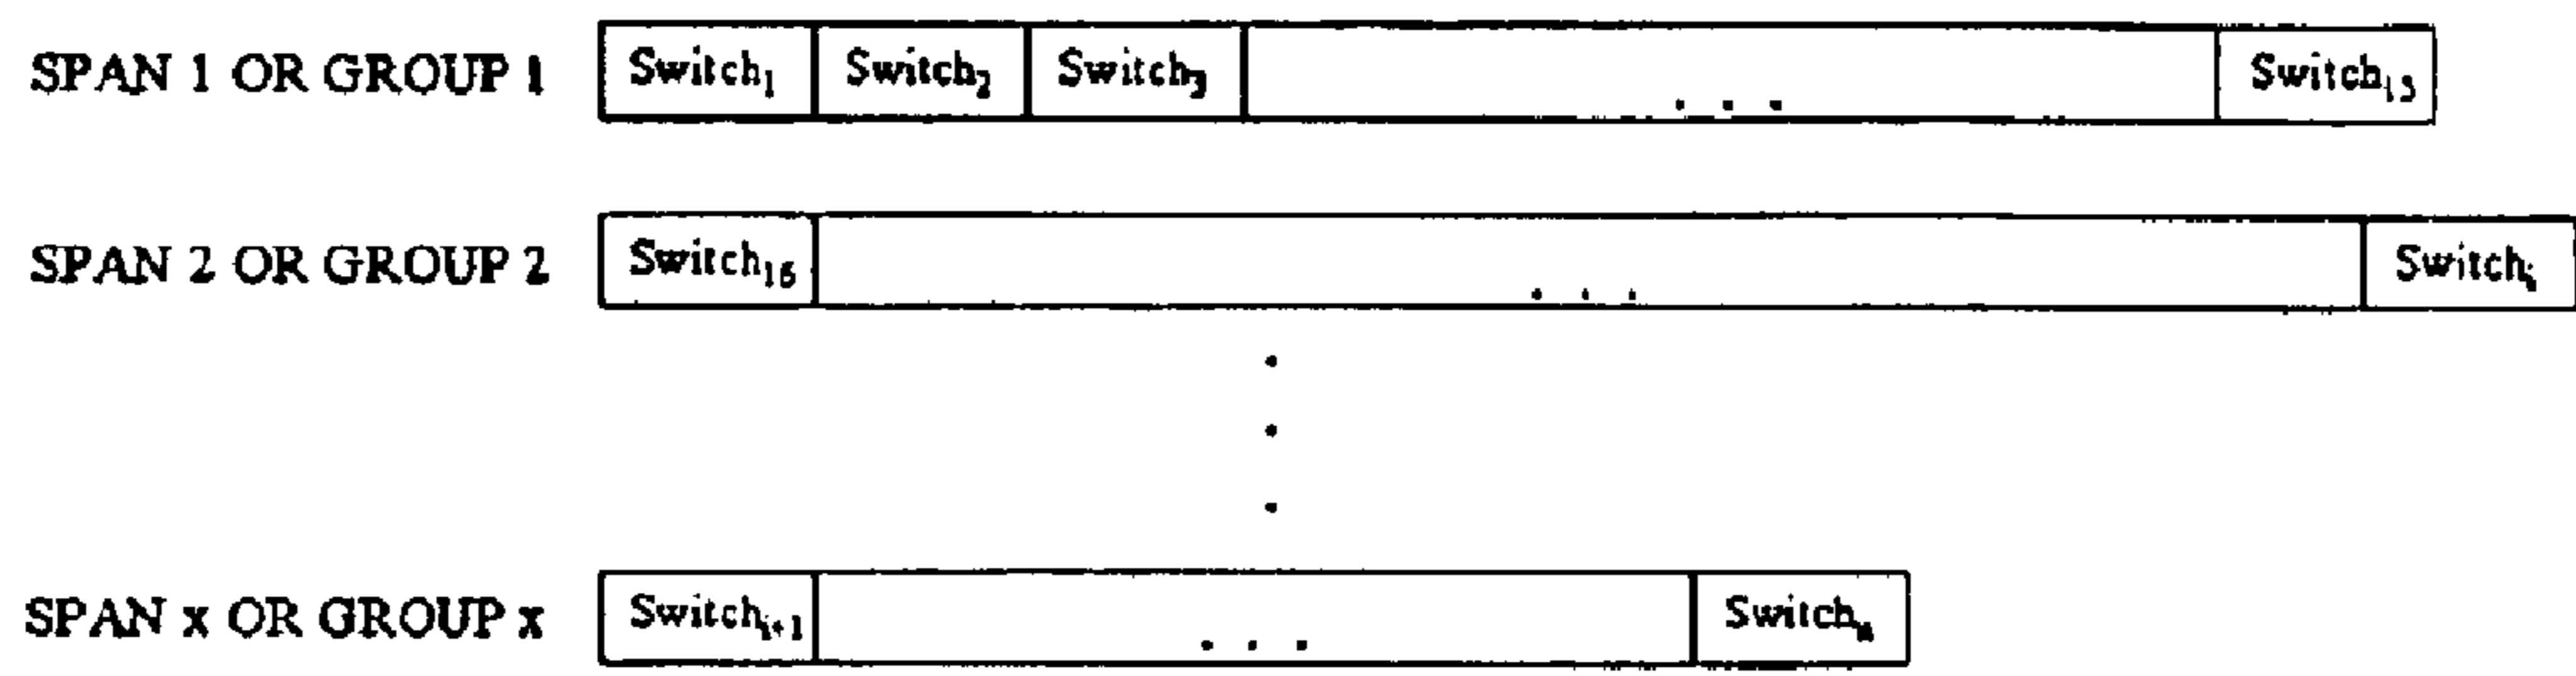 SPAN 1 OR GROUP 1 Switch₁ Switch₂ Switch₃ . . . Switch₁₅
SPAN 2 OR GROUP 2 Switch₁₆ . . . Switchᵢ
SPAN x OR GROUP x Switchᵢ₊₁ . . . Switchₙ